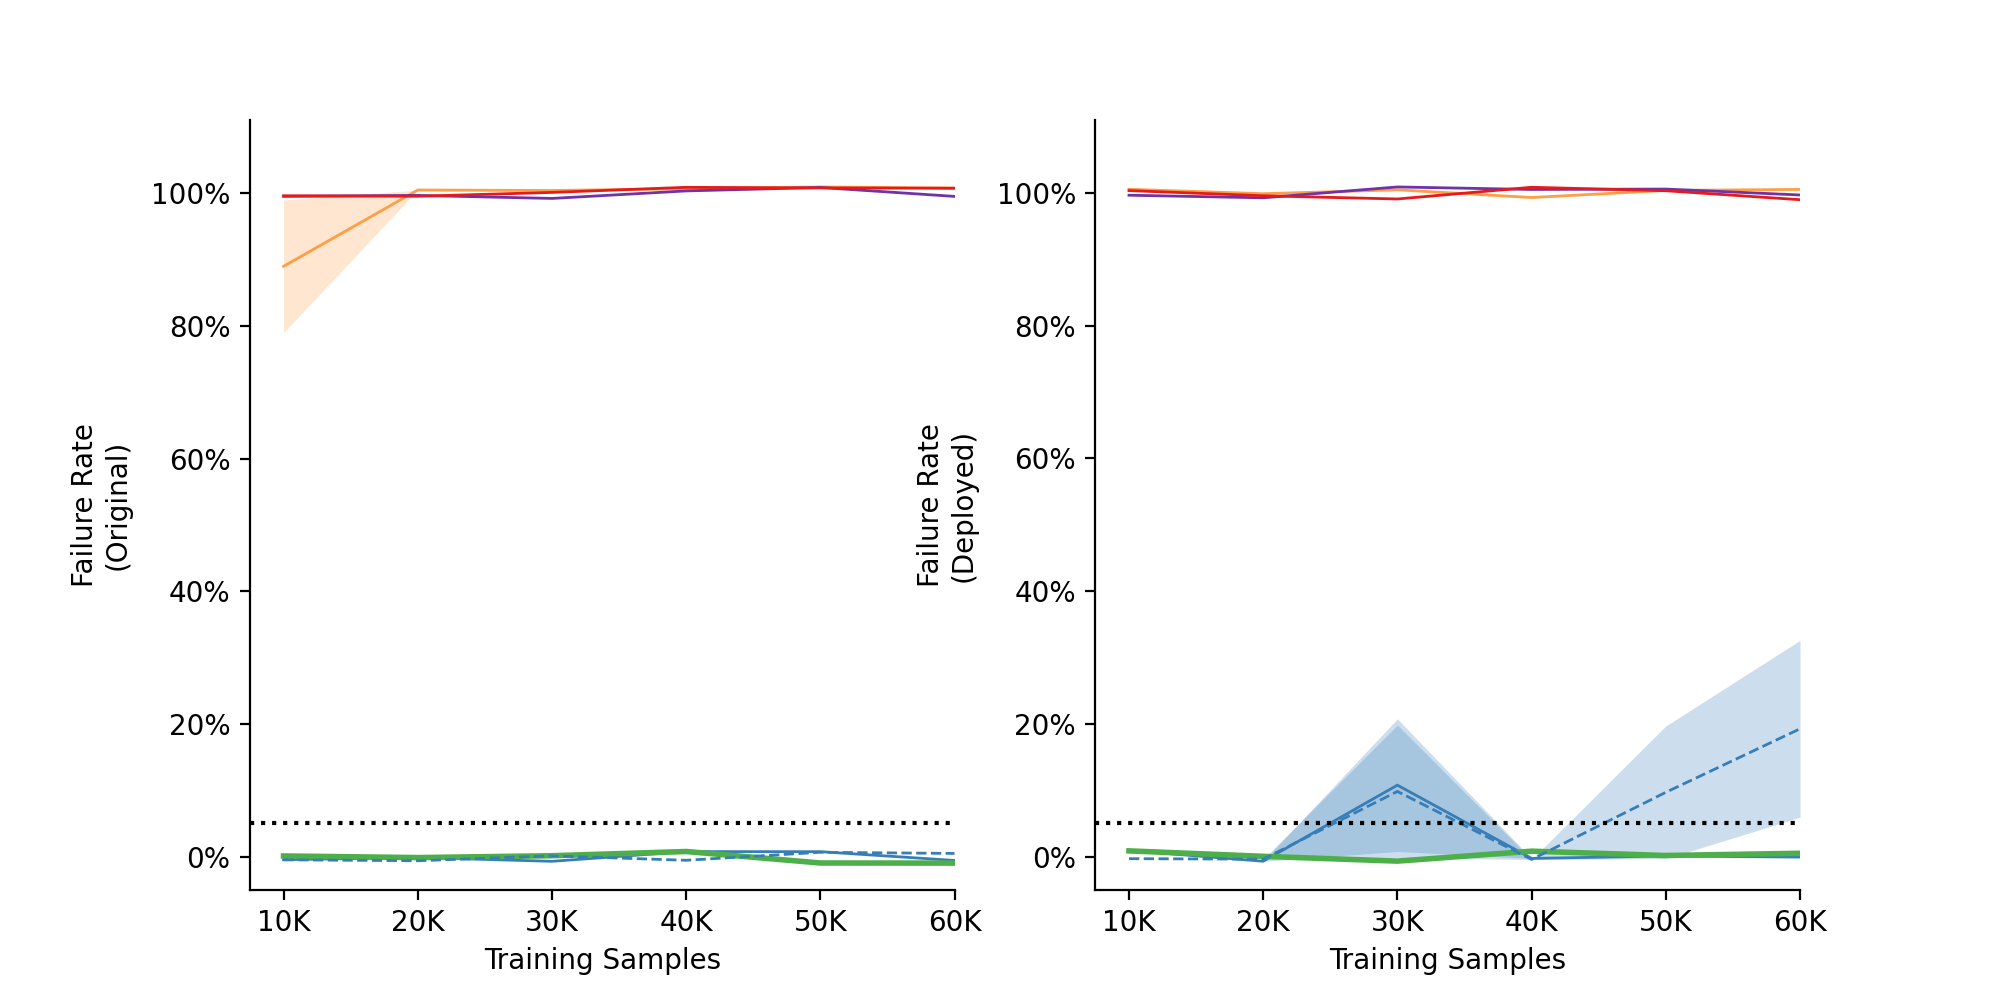 Failure Rate
(Original)
100%
80%
60%
40%
20%
0%
10K 20K 30K 40K 50K 60K
Training Samples
Failure Rate
(Deployed)
100%
80%
60%
40%
20%
0%
10K 20K 30K 40K 50K 60K
Training Samples